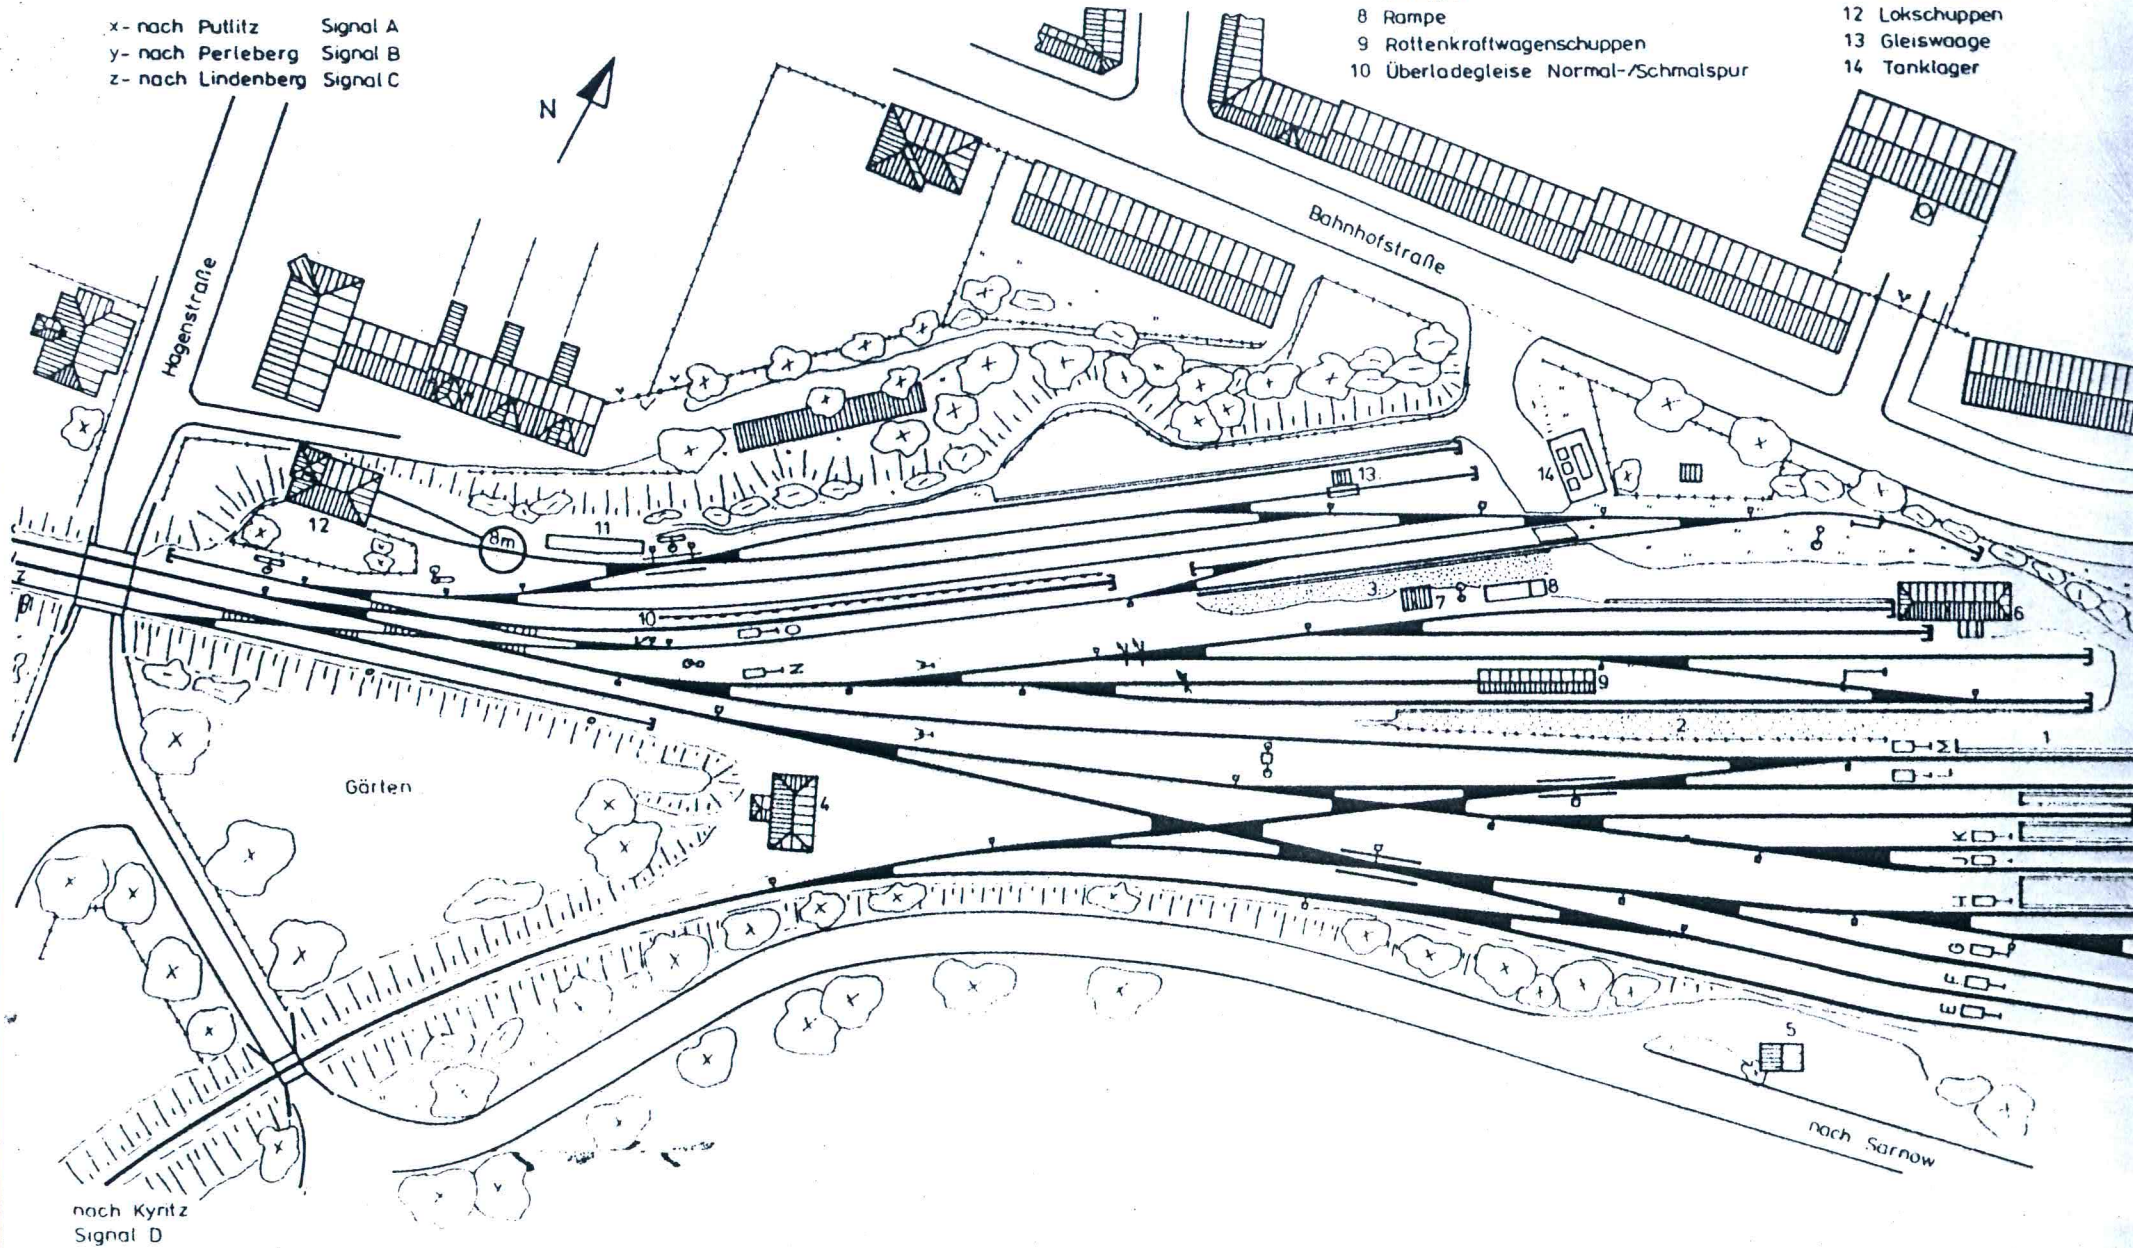 x - nach Putlitz Signal A
y - nach Perleberg Signal B
z - nach Lindenberg Signal C
8 Rampe
9 Rottenkraftwagenschuppen
10 Überladegleise Normal-/Schmalspur
12 Lokschuppen
13 Gleiswaage
14 Tanklager
N
Hagenstraße
Bahnhofstraße
12
8m
11
13
14
10
3
7
8
6
9
2
1
z
O
N
M
L
K
J
H
G
F
E
Gärten
4
5
nach Sarnow
nach Kyritz
Signal D